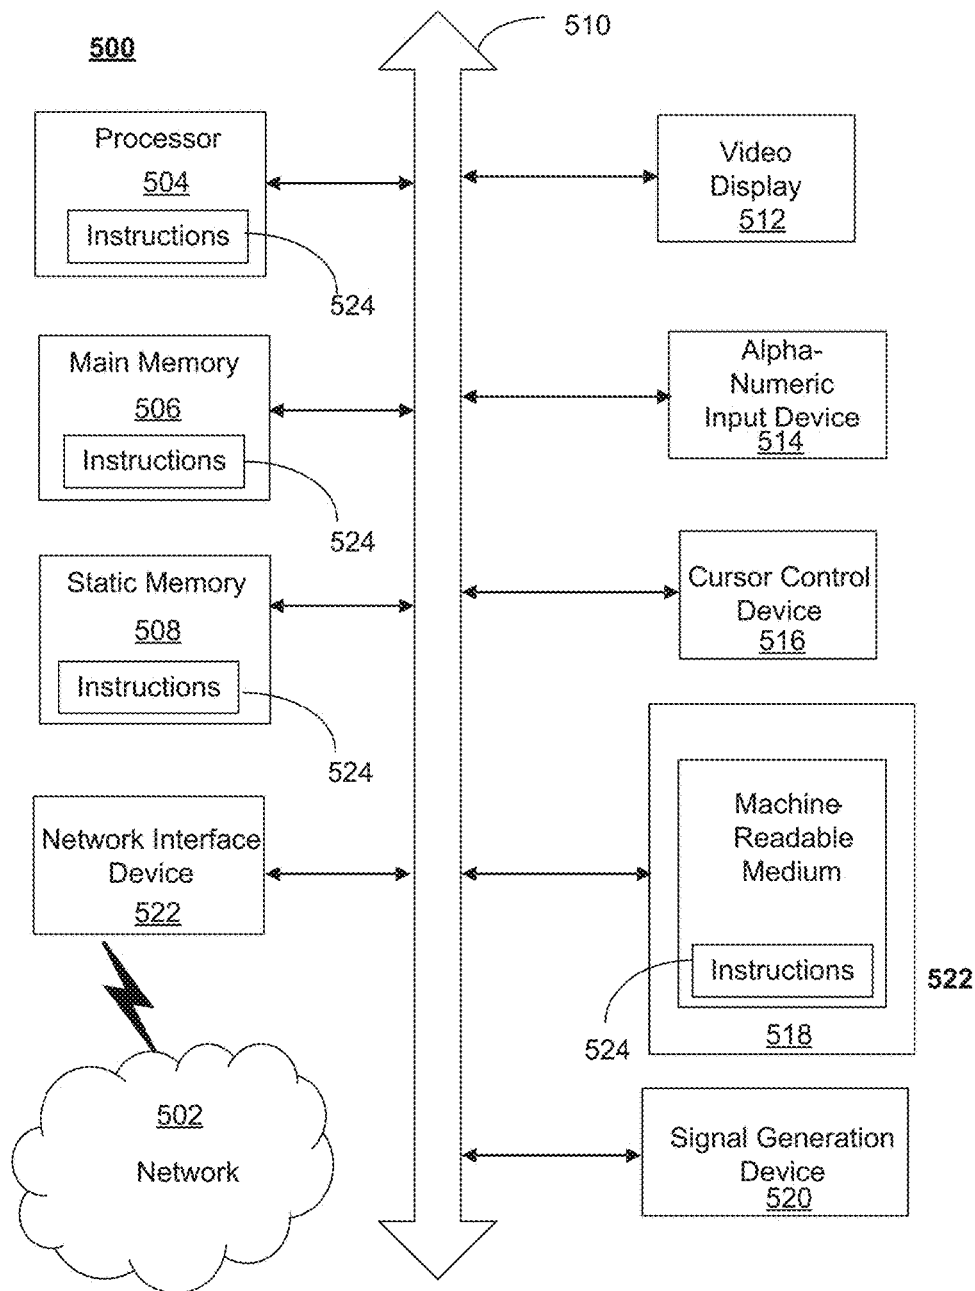 500
510
Processor
504
Instructions
524
Main Memory
506
Instructions
524
Static Memory
508
Instructions
524
Network Interface
Device
522
502
Network
Video
Display
512
Alpha-
Numeric
Input Device
514
Cursor Control
Device
516
Machine-
Readable
Medium
Instructions
524
518
522
Signal Generation
Device
520